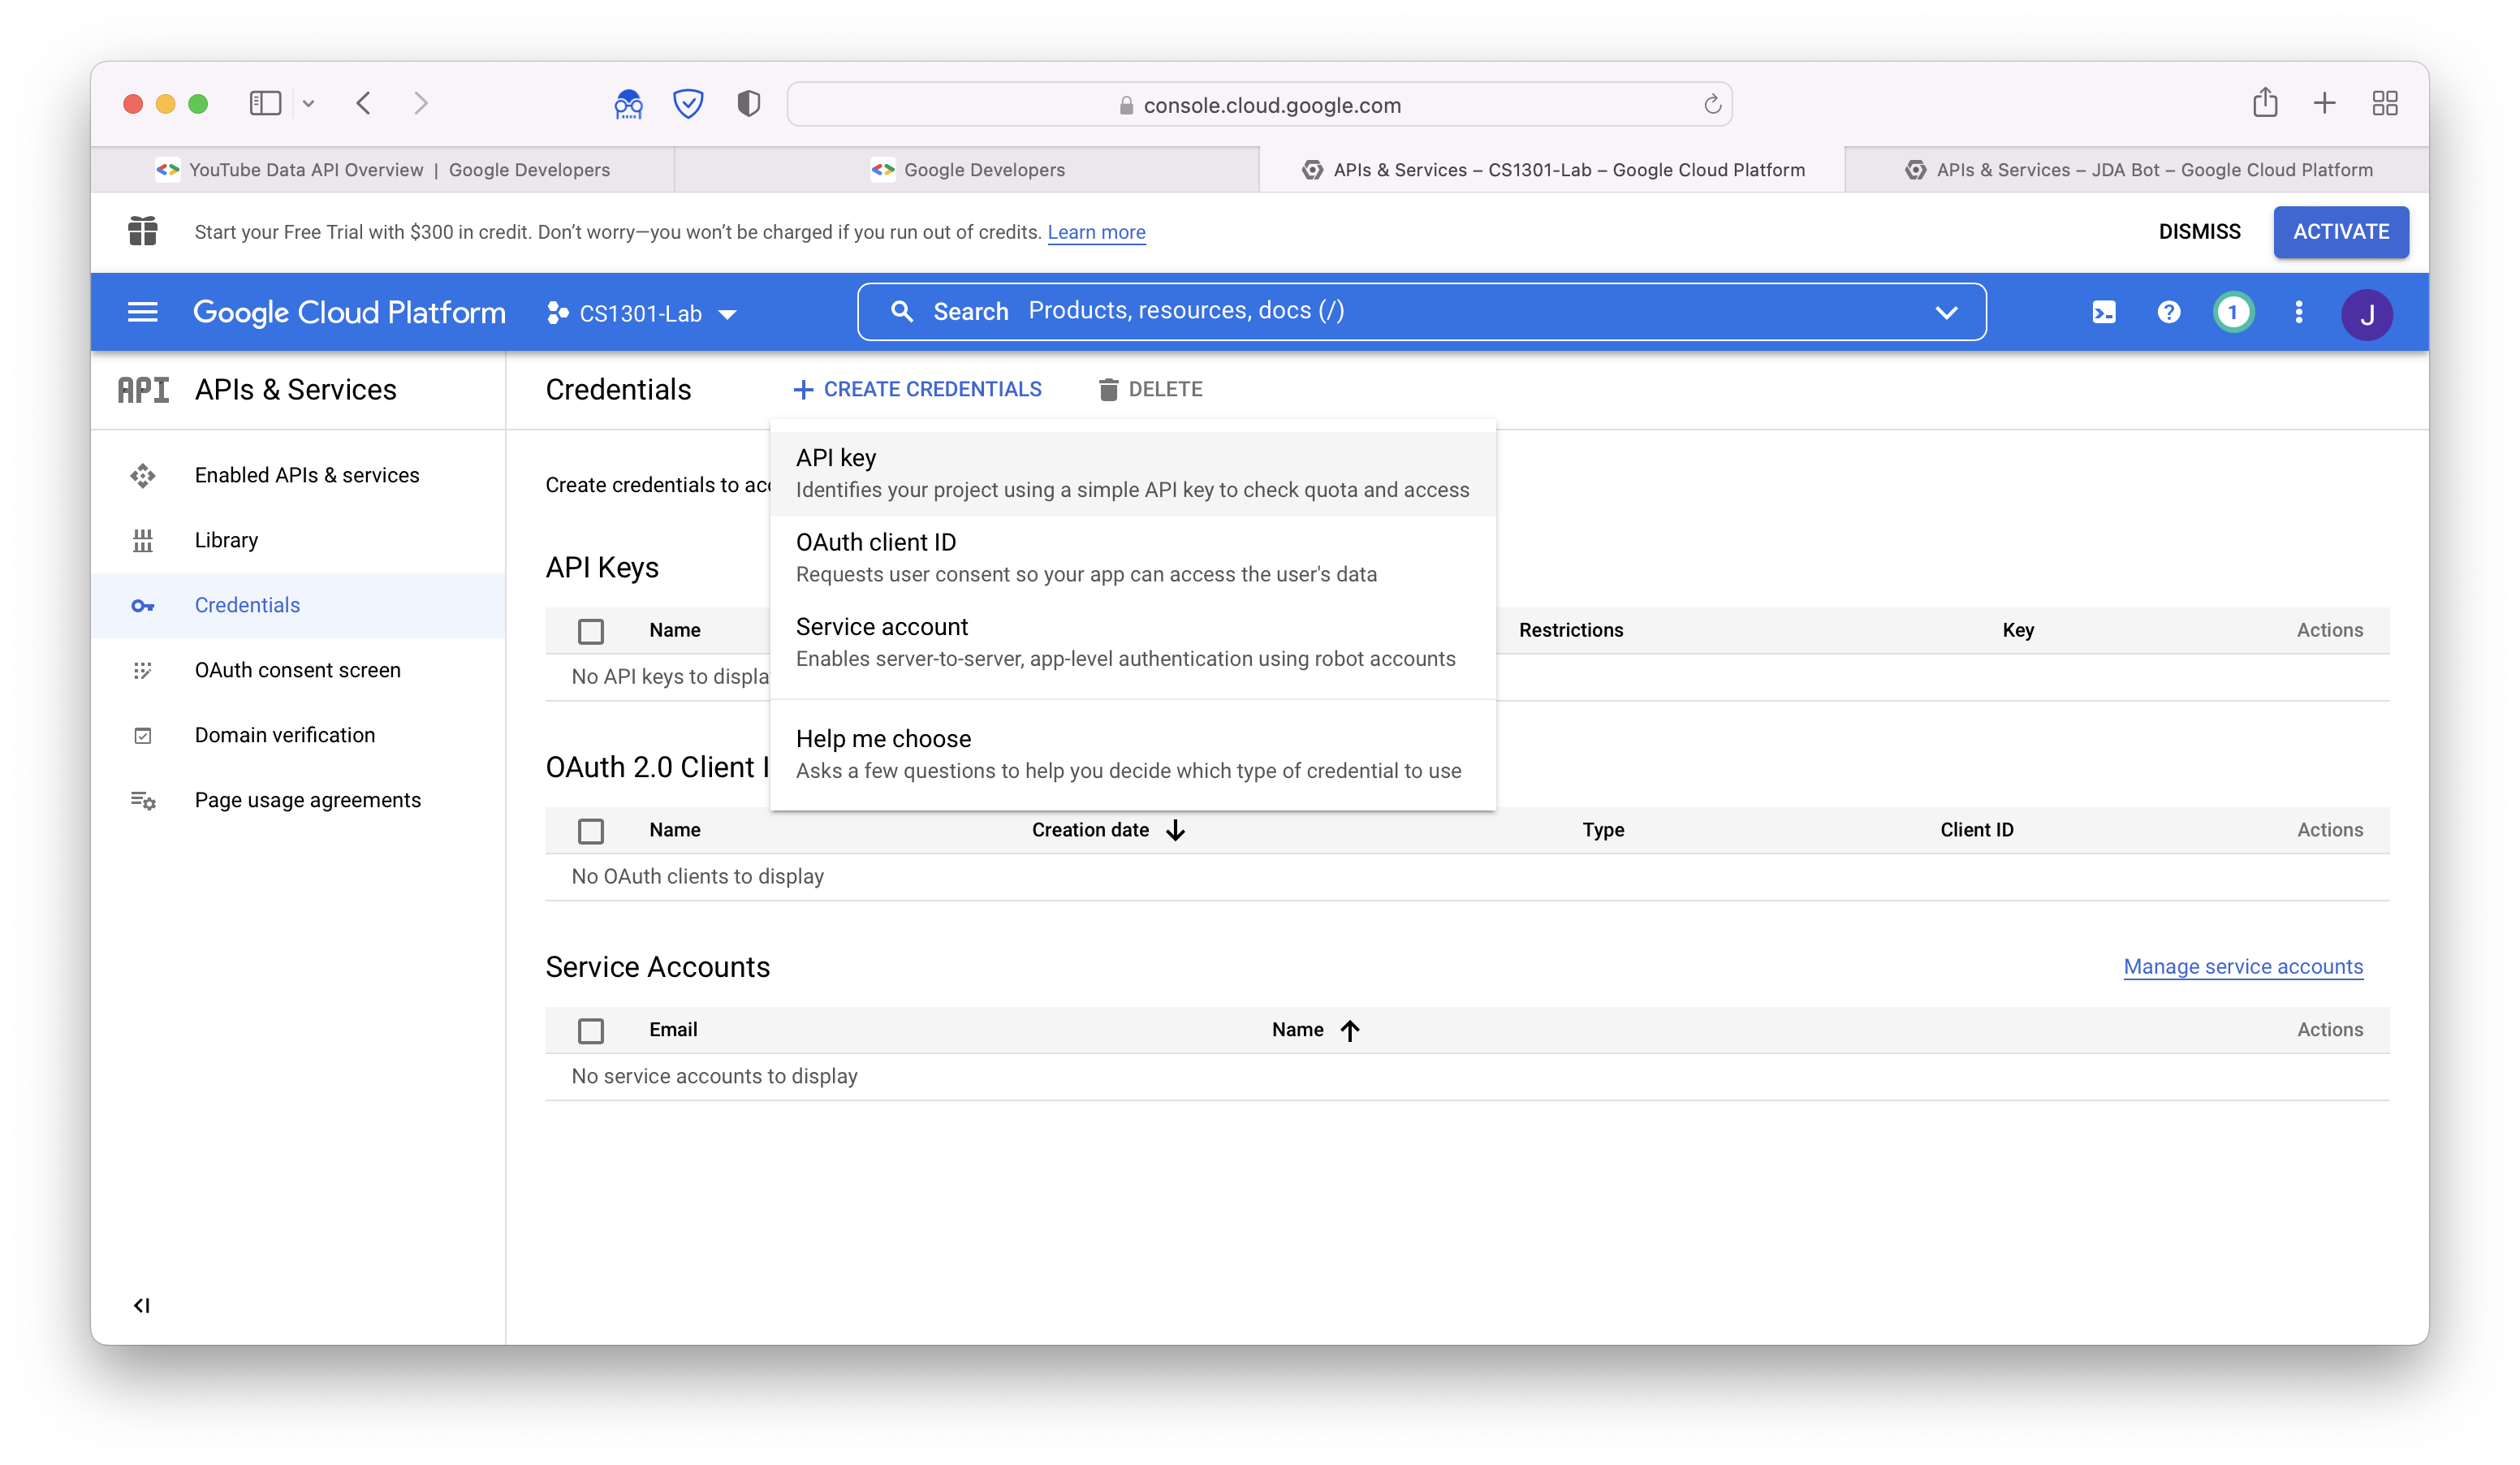 console.cloud.google.com
YouTube Data API Overview | Google Developers
Google Developers
APIs & Services – CS1301-Lab – Google Cloud Platform
APIs & Services – JDA Bot – Google Cloud Platform
Start your Free Trial with $300 in credit. Don't worry—you won't be charged if you run out of credits. Learn more
DISMISS
ACTIVATE
Google Cloud Platform
CS1301-Lab
Search Products, resources, docs (/)
1
J
API APIs & Services
Enabled APIs & services
Library
Credentials
OAuth consent screen
Domain verification
Page usage agreements
Credentials
CREATE CREDENTIALS
DELETE
Create credentials to acc
API key
Identifies your project using a simple API key to check quota and access
OAuth client ID
Requests user consent so your app can access the user's data
Service account
Enables server-to-server, app-level authentication using robot accounts
Help me choose
Asks a few questions to help you decide which type of credential to use
API Keys
Name Restrictions Key Actions
No API keys to displa
OAuth 2.0 Client I
Name Creation date Type Client ID Actions
No OAuth clients to display
Service Accounts
Manage service accounts
Email Name Actions
No service accounts to display